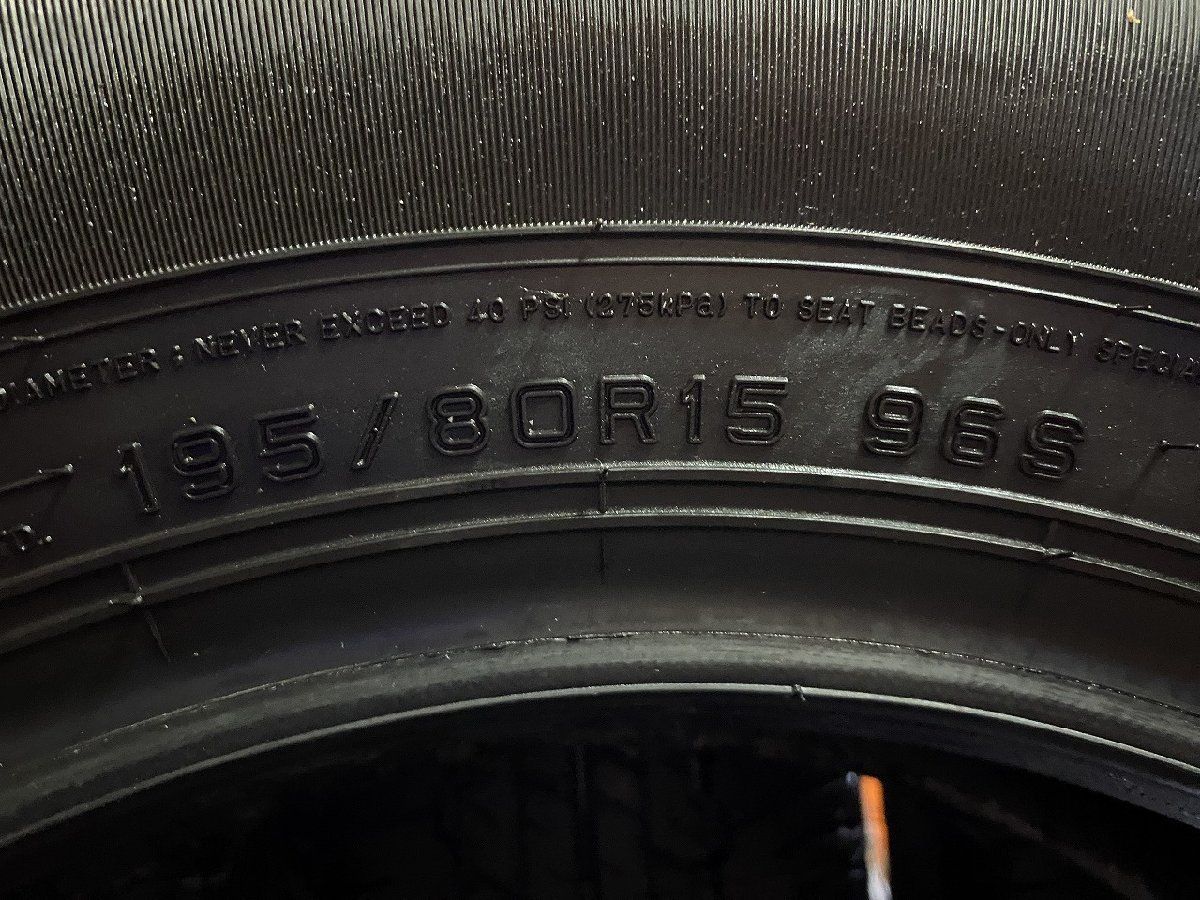 DIAMETER : NEVER EXCEED 40 PSI (275kPa) TO SEAT BEADS - ONLY SPECIA
195/80R15 96S